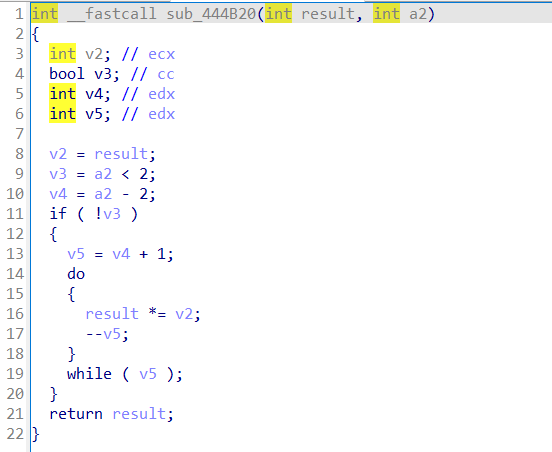 1 int __fastcall sub_444B20(int result, int a2)
2 {
3   int v2; // ecx
4   bool v3; // cc
5   int v4; // edx
6   int v5; // edx
7
8   v2 = result;
9   v3 = a2 < 2;
10   v4 = a2 - 2;
11   if ( !v3 )
12   {
13     v5 = v4 + 1;
14     do
15     {
16       result *= v2;
17       --v5;
18     }
19     while ( v5 );
20   }
21   return result;
22 }